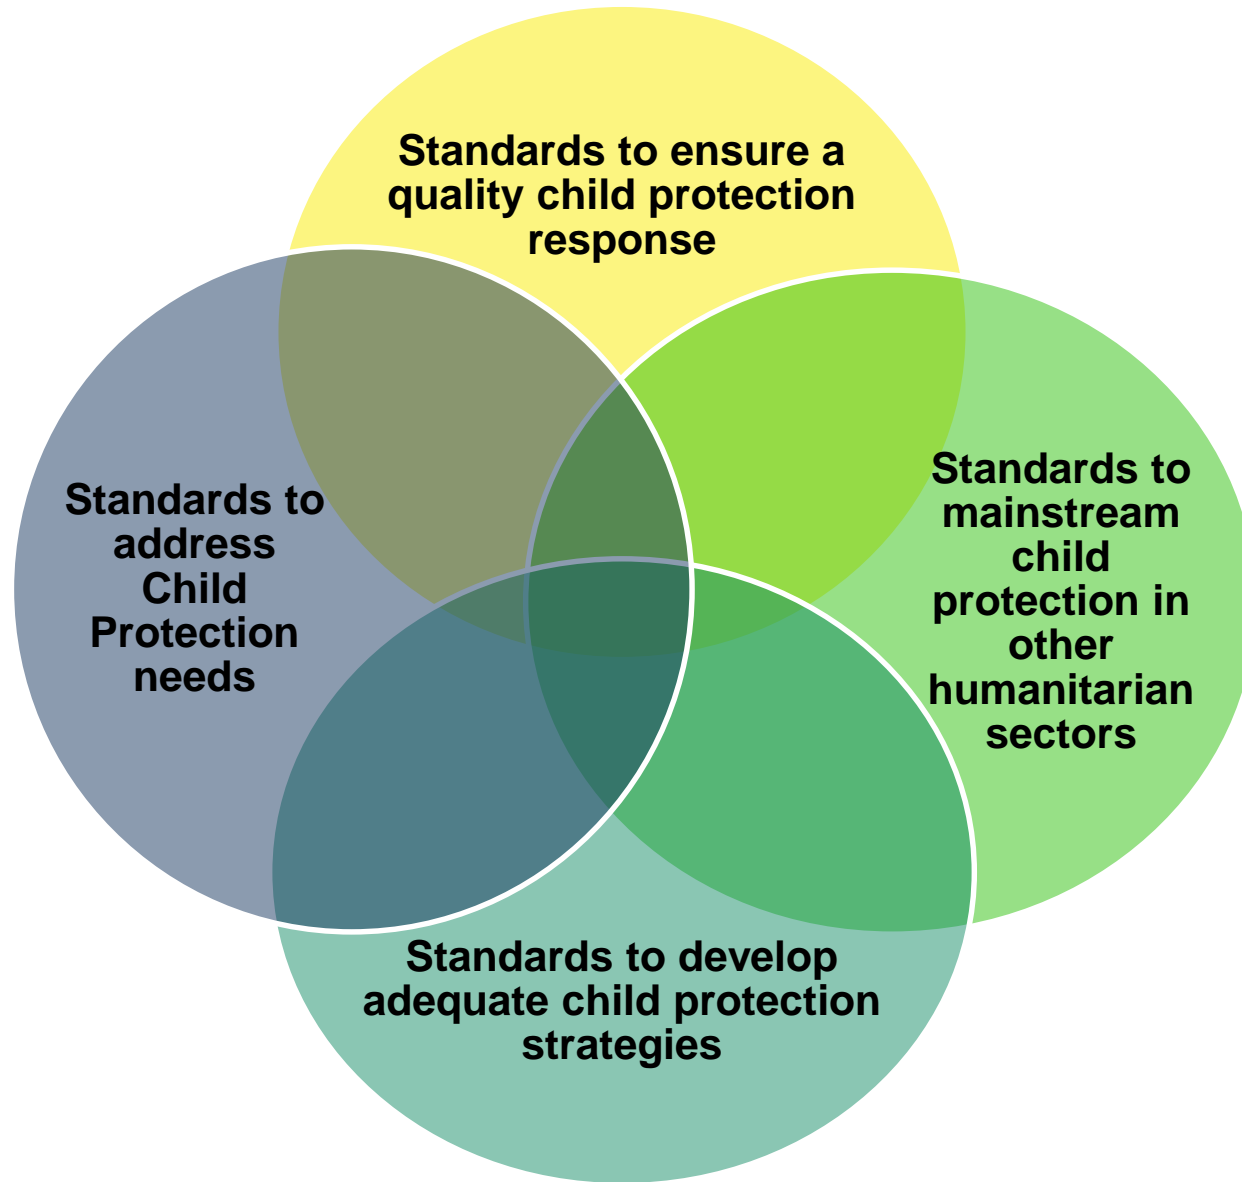 Standards to ensure a
quality child protection
response
Standards to
address
Child
Protection
needs
Standards to
mainstream
child
protection in
other
humanitarian
sectors
Standards to develop
adequate child protection
strategies